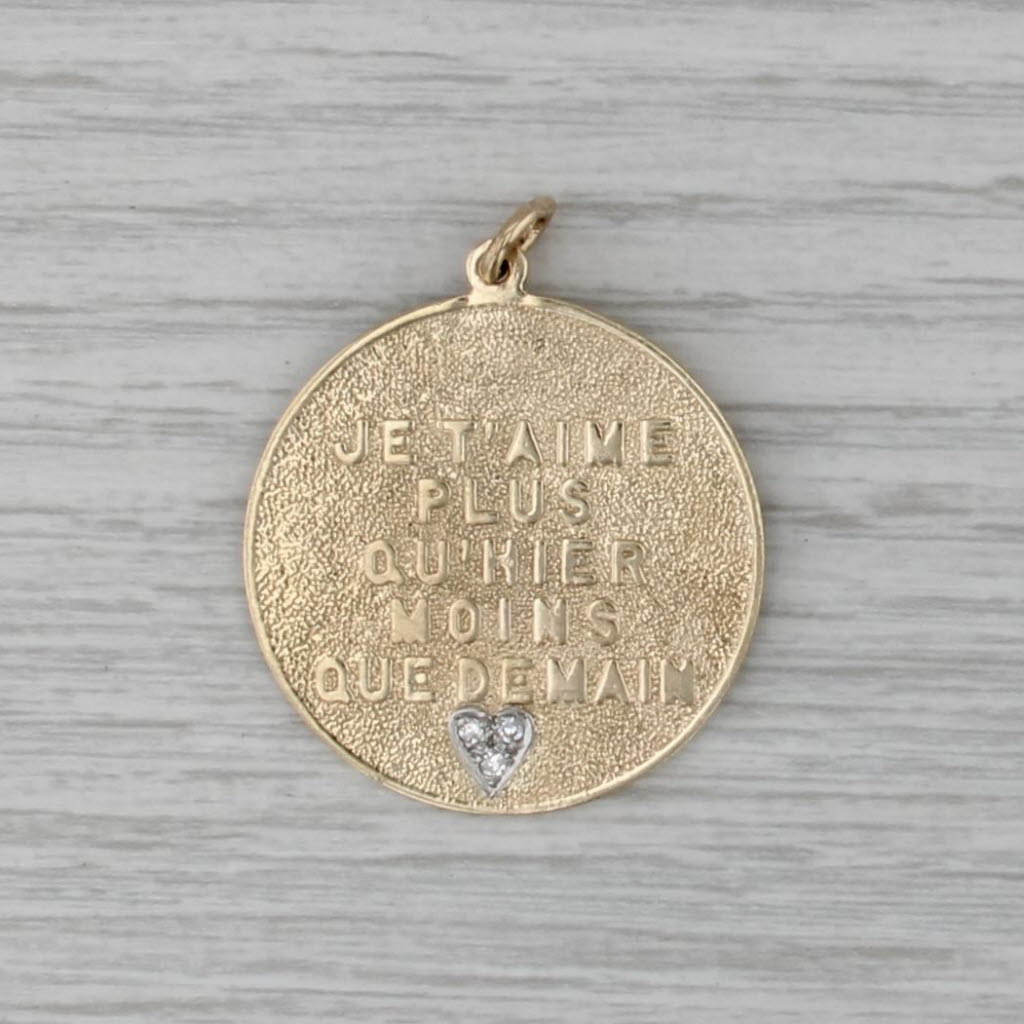 JE T'AIME
PLUS
QU'HIER
MOINS
QUE DEMAIN